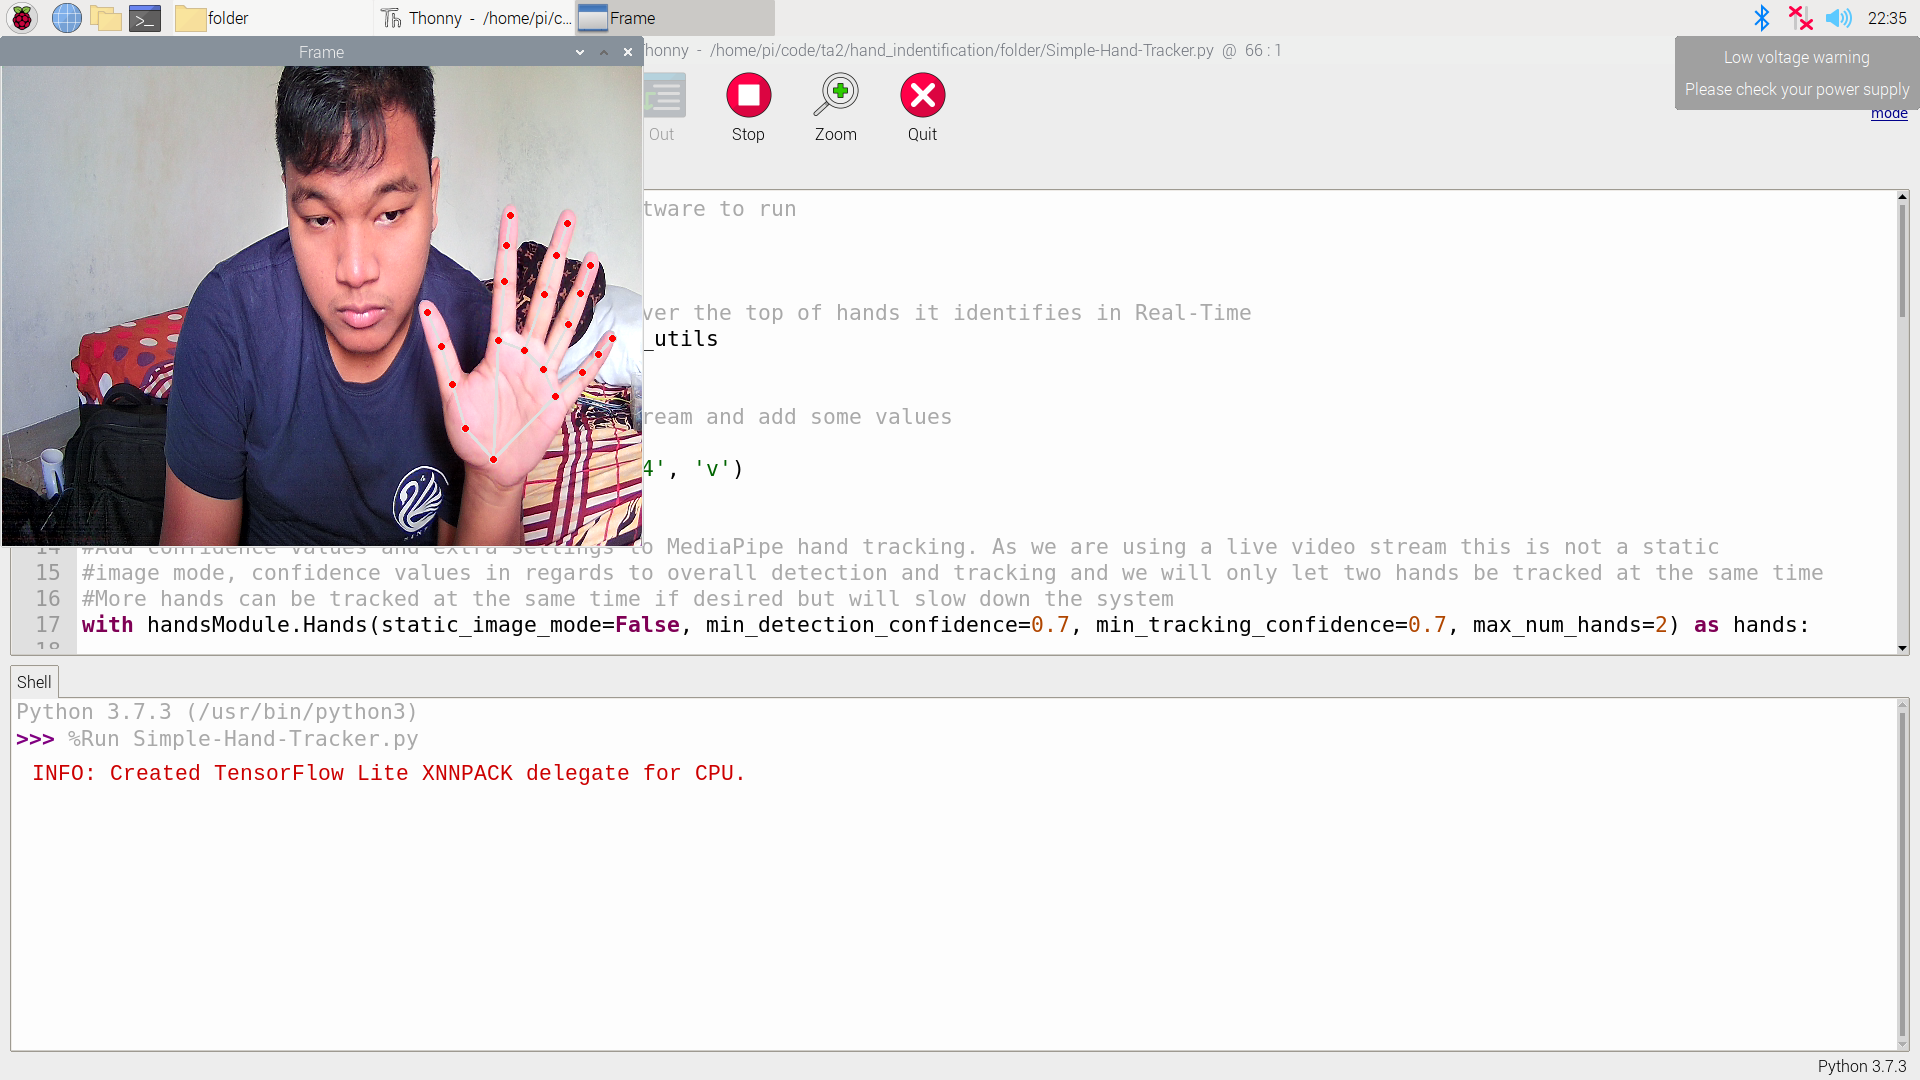 folder
Thonny - /home/pi/c...
Frame
22:35
Frame
honny - /home/pi/code/ta2/hand_indentification/folder/Simple-Hand-Tracker.py @ 66 : 1
Low voltage warning
Please check your power supply
mode
Out
Stop
Zoom
Quit
tware to run
ver the top of hands it identifies in Real-Time
_utils
ream and add some values
4', 'v')
14 #Add confidence values and extra settings to MediaPipe hand tracking. As we are using a live video stream this is not a static
15 #image mode, confidence values in regards to overall detection and tracking and we will only let two hands be tracked at the same time
16 #More hands can be tracked at the same time if desired but will slow down the system
17 with handsModule.Hands(static_image_mode=False, min_detection_confidence=0.7, min_tracking_confidence=0.7, max_num_hands=2) as hands:
18
Shell
Python 3.7.3 (/usr/bin/python3)
>>> %Run Simple-Hand-Tracker.py
INFO: Created TensorFlow Lite XNNPACK delegate for CPU.
Python 3.7.3